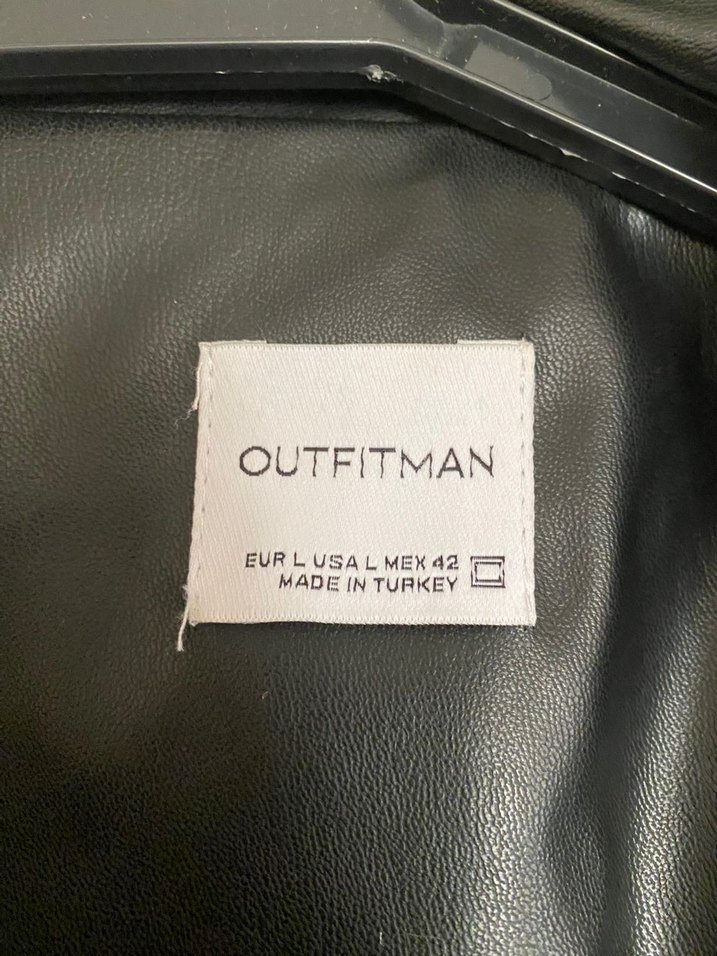 OUTFITMAN
EUR L USA L MEX 42
MADE IN TURKEY